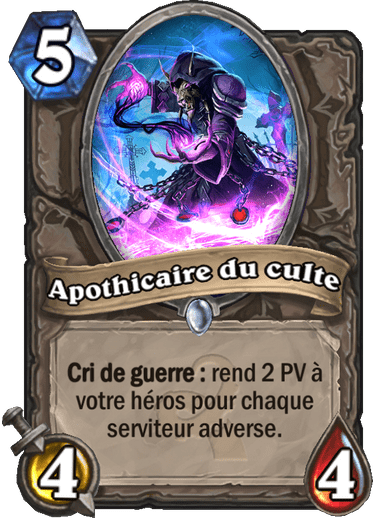 5
Apothicaire du culte
Cri de guerre : rend 2 PV à
votre héros pour chaque
serviteur adverse.
4 4